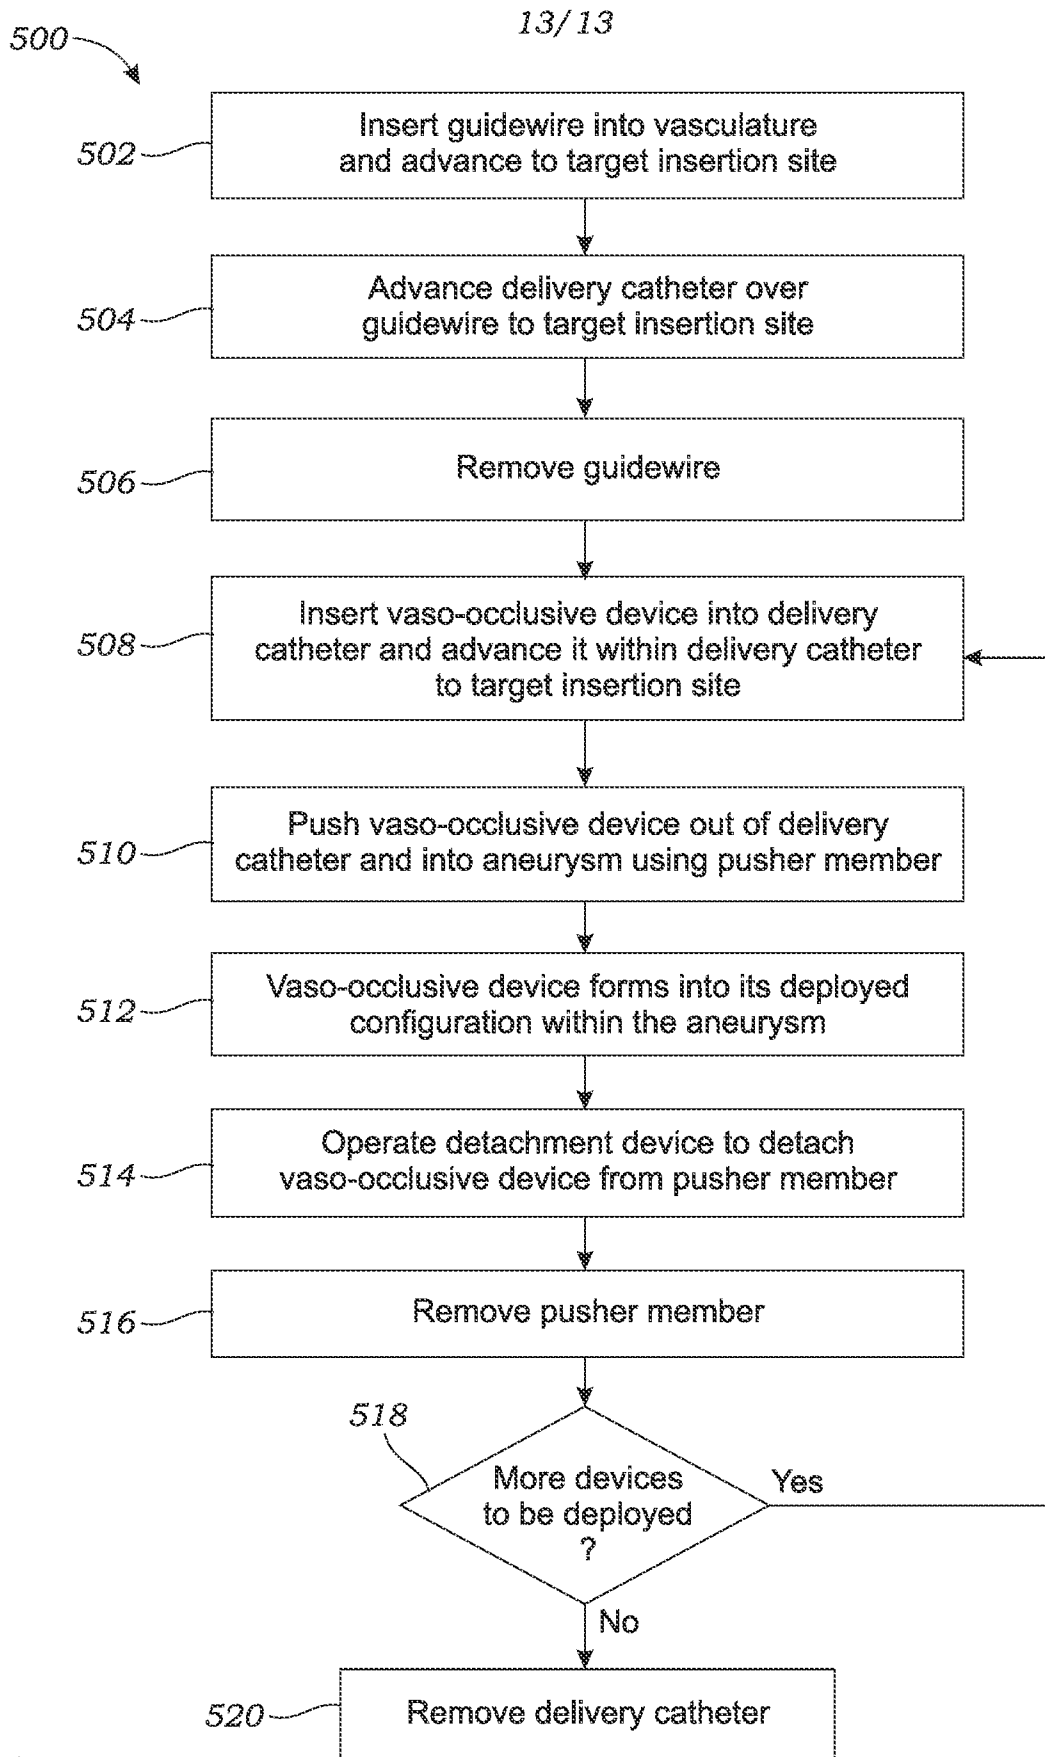 13/13
500
502
Insert guidewire into vasculature
and advance to target insertion site
504
Advance delivery catheter over
guidewire to target insertion site
506
Remove guidewire
508
Insert vaso-occlusive device into delivery
catheter and advance it within delivery catheter
to target insertion site
510
Push vaso-occlusive device out of delivery
catheter and into aneurysm using pusher member
512
Vaso-occlusive device forms into its deployed
configuration within the aneurysm
514
Operate detachment device to detach
vaso-occlusive device from pusher member
516
Remove pusher member
518
More devices
to be deployed
?
Yes
No
520
Remove delivery catheter